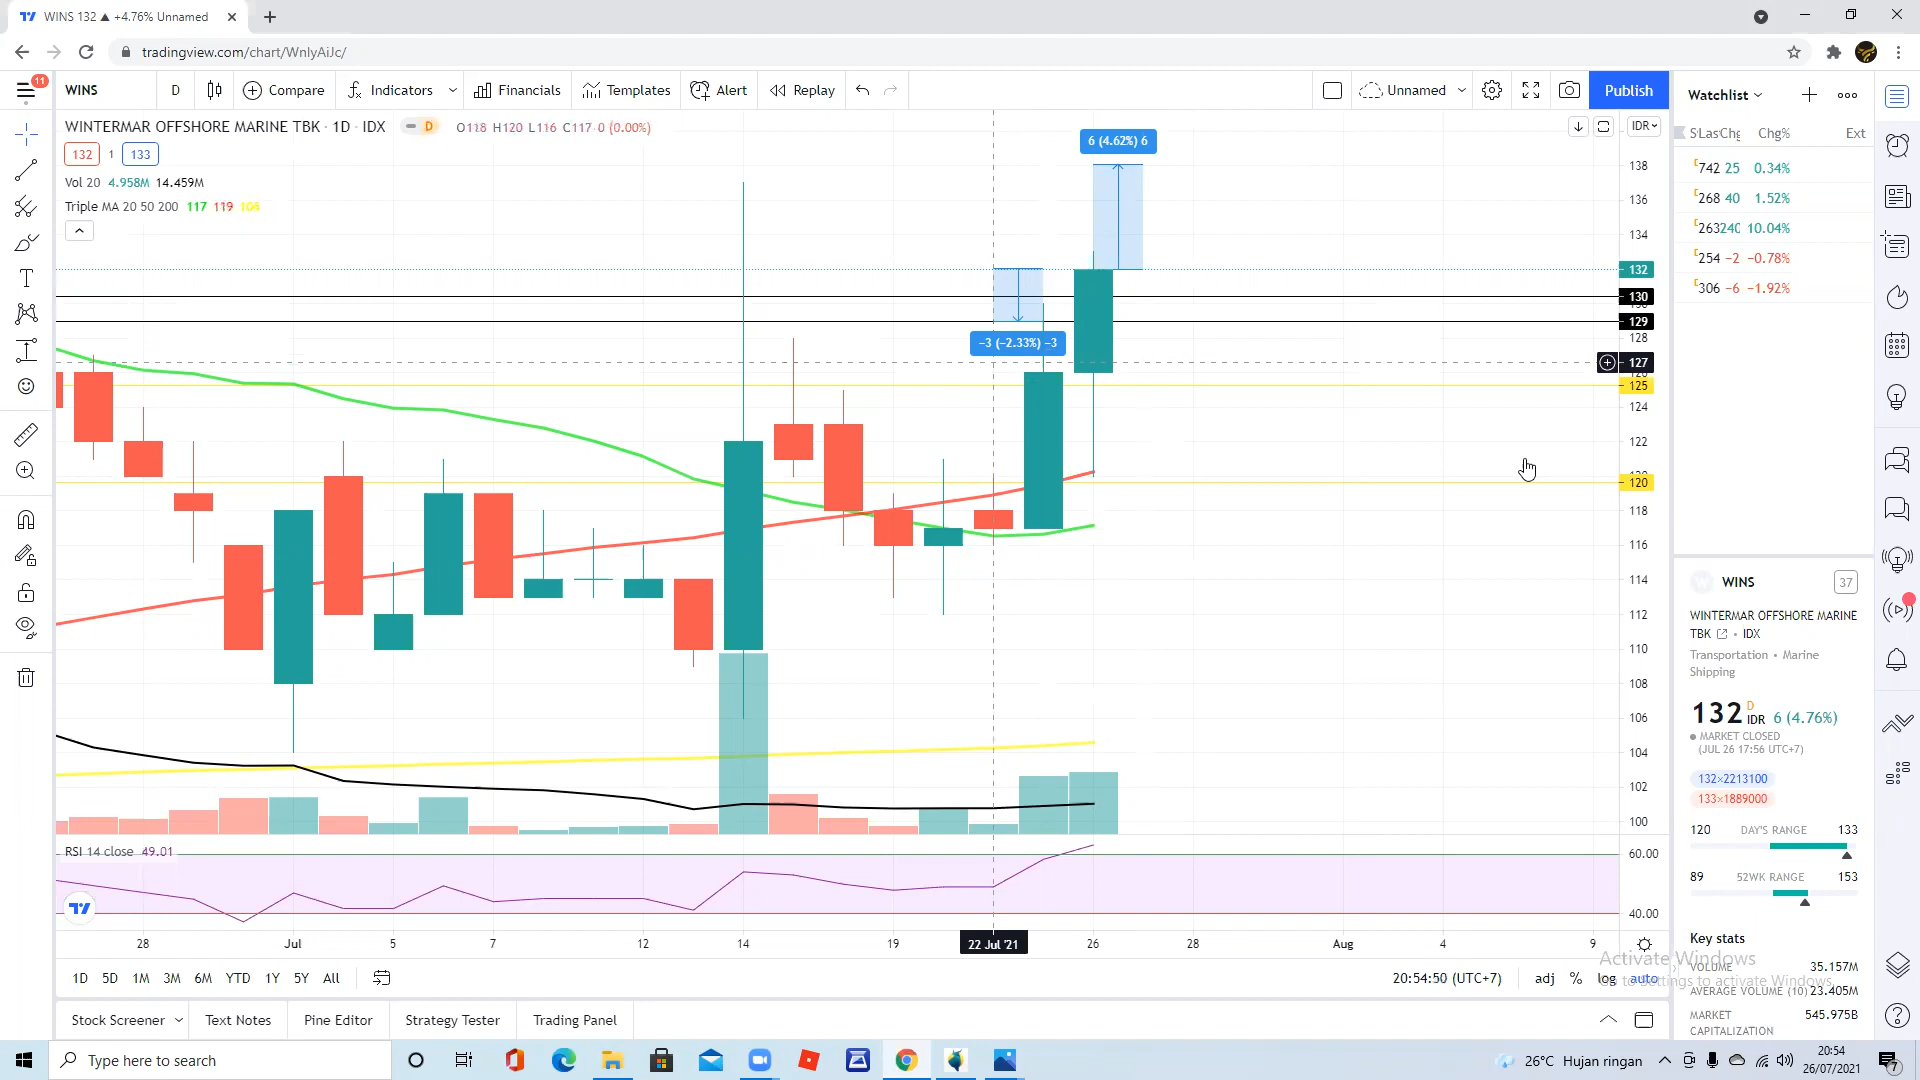 WINS 132 ▲ +4.76% Unnamed
tradingview.com/chart/WnIyAiJc/
11
WINS D Compare Indicators Financials Templates Alert Replay Unnamed Publish
WINTERMAR OFFSHORE MARINE TBK · 1D · IDX D O118 H120 L116 C117 0 (0.00%)
132 1 133
Vol 20 4.958M 14.459M
Triple MA 20 50 200 117 119
6 (4.62%) 6
−3 (−2.33%) −3
IDR
138
136
134
132
130
129
128
127
125
124
122
120
118
116
114
112
110
108
106
104
102
100
RSI 14 close 49.01
60.00
40.00
28 Jul 5 7 12 14 19 22 Jul '21 26 28 Aug 4 9
1D 5D 1M 3M 6M YTD 1Y 5Y All 20:54:50 (UTC+7) adj % log auto
Stock Screener Text Notes Pine Editor Strategy Tester Trading Panel
Watchlist
Chg% Ext
742 25 0.34%
268 40 1.52%
263 240 10.04%
254 −2 −0.78%
306 −6 −1.92%
WINS 37
WINTERMAR OFFSHORE MARINE
TBK • IDX
Transportation • Marine
Shipping
132 D IDR 6 (4.76%)
MARKET CLOSED
(JUL 26 17:56 UTC+7)
132×2213100
133×1889000
120 DAY'S RANGE 133
89 52WK RANGE 153
Key stats
VOLUME 35.157M
AVERAGE VOLUME (10) 23.405M
MARKET
CAPITALIZATION 545.975B
Activate Windows
Go to Settings to activate Windows.
Type here to search
26°C Hujan ringan
20:54
26/07/2021
7